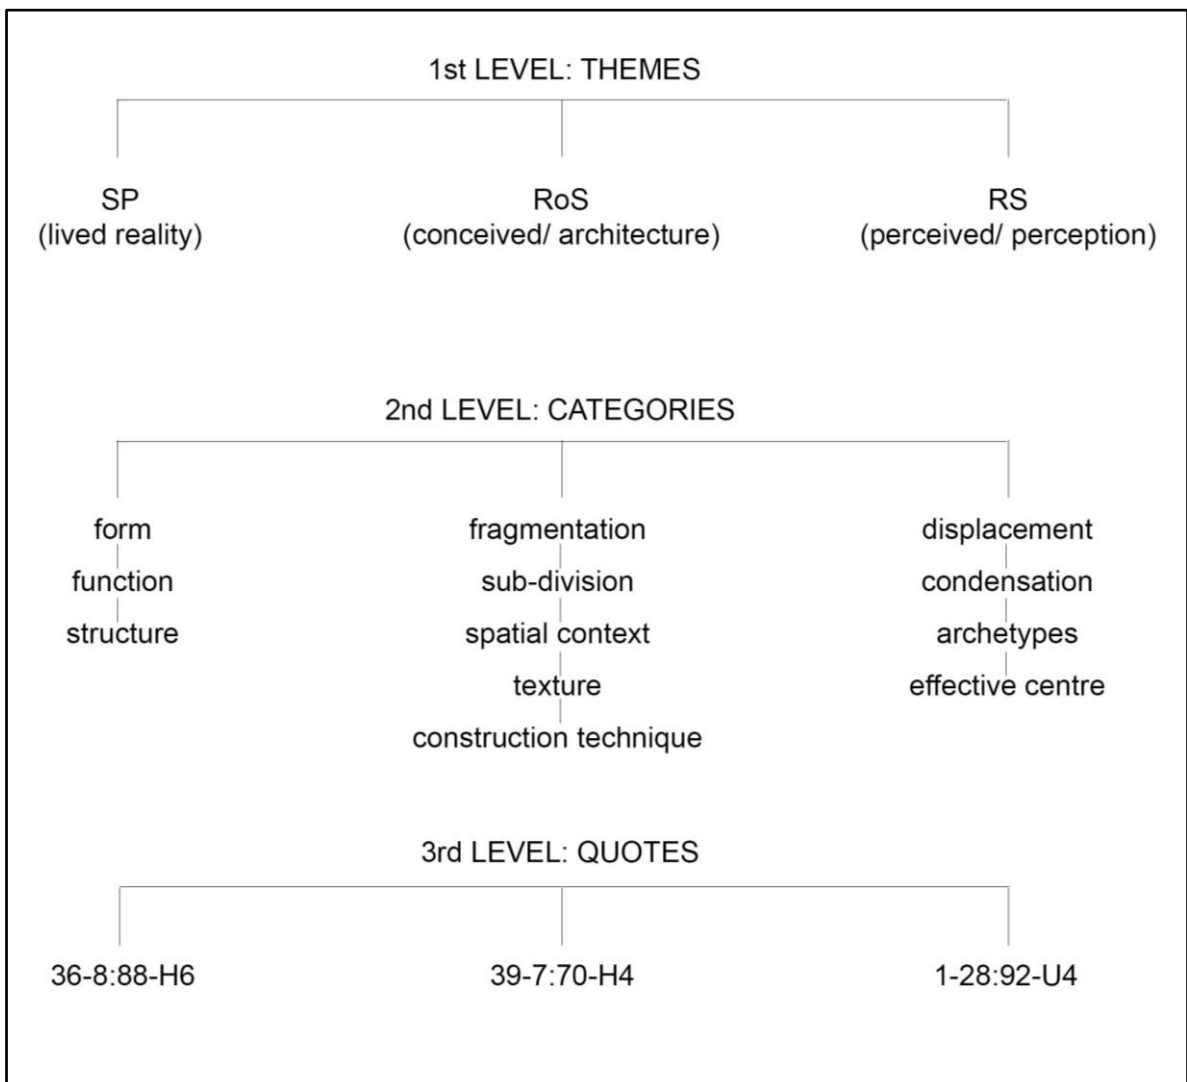 1st LEVEL: THEMES
SP
(lived reality)
RoS
(conceived/ architecture)
RS
(perceived/ perception)
2nd LEVEL: CATEGORIES
form
function
structure
fragmentation
sub-division
spatial context
texture
construction technique
displacement
condensation
archetypes
effective centre
3rd LEVEL: QUOTES
36-8:88-H6
39-7:70-H4
1-28:92-U4